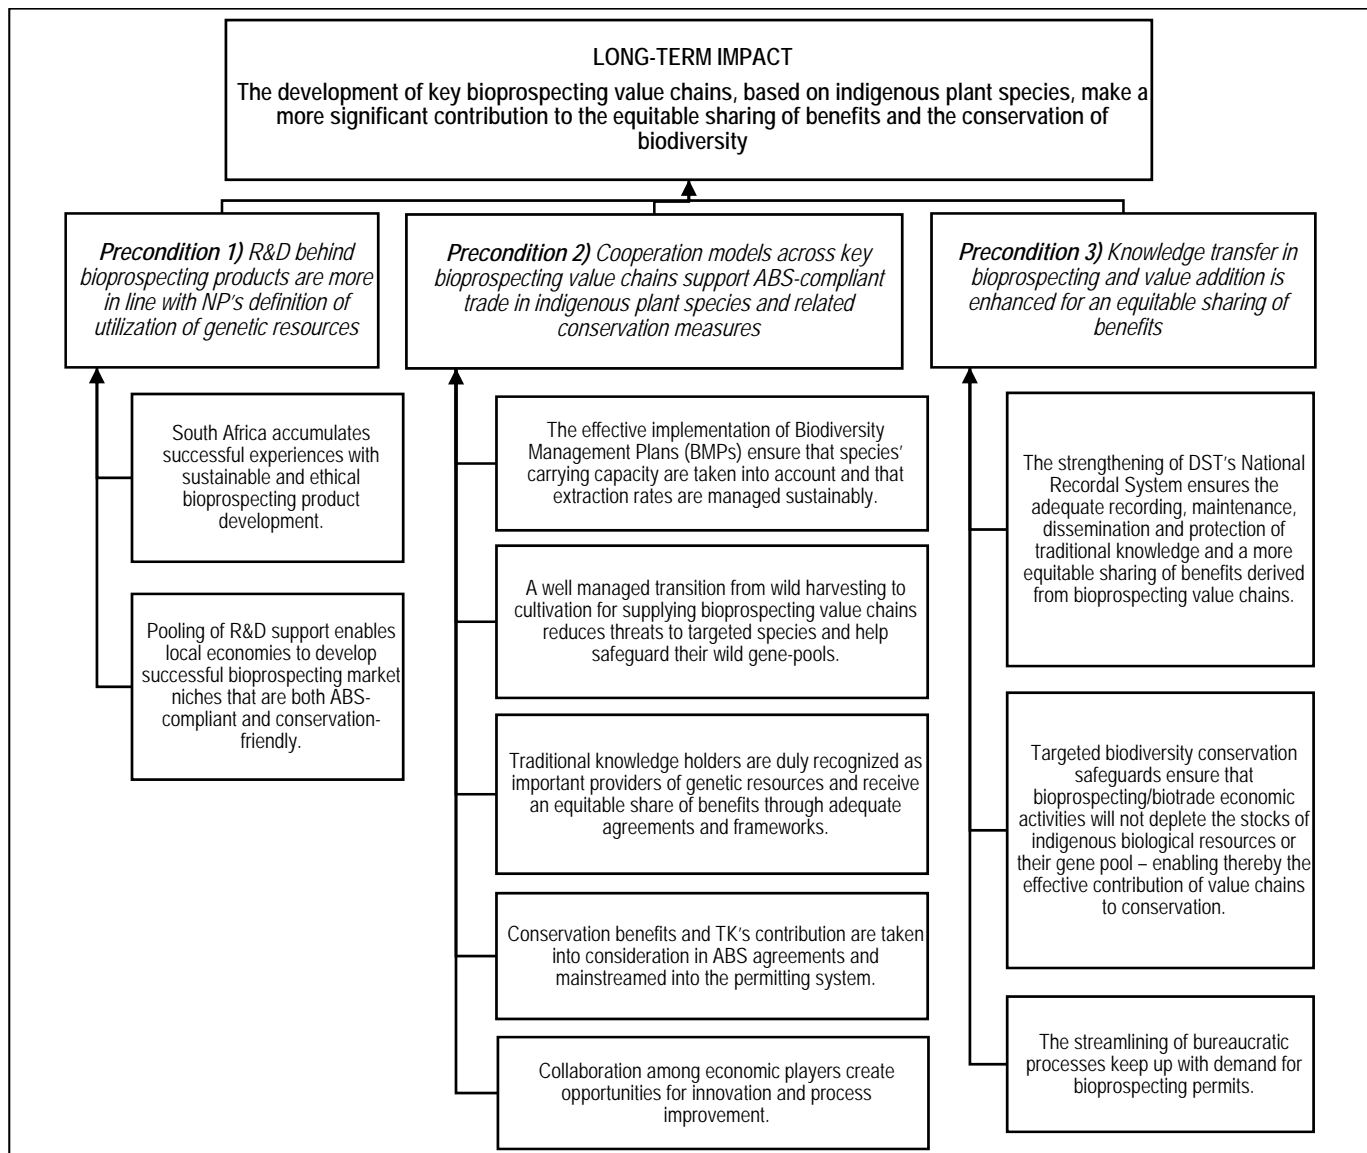 LONG-TERM IMPACT
The development of key bioprospecting value chains, based on indigenous plant species, make a
more significant contribution to the equitable sharing of benefits and the conservation of
biodiversity
Precondition 1) R&D behind
bioprospecting products are more
in line with NP's definition of
utilization of genetic resources
South Africa accumulates
successful experiences with
sustainable and ethical
bioprospecting product
development.
Pooling of R&D support enables
local economies to develop
successful bioprospecting market
niches that are both ABS-
compliant and conservation-
friendly.
Precondition 2) Cooperation models across key
bioprospecting value chains support ABS-compliant
trade in indigenous plant species and related
conservation measures
The effective implementation of Biodiversity
Management Plans (BMPs) ensure that species'
carrying capacity are taken into account and that
extraction rates are managed sustainably.
A well managed transition from wild harvesting to
cultivation for supplying bioprospecting value chains
reduces threats to targeted species and help
safeguard their wild gene-pools.
Traditional knowledge holders are duly recognized as
important providers of genetic resources and receive
an equitable share of benefits through adequate
agreements and frameworks.
Conservation benefits and TK's contribution are taken
into consideration in ABS agreements and
mainstreamed into the permitting system.
Collaboration among economic players create
opportunities for innovation and process
improvement.
Precondition 3) Knowledge transfer in
bioprospecting and value addition is
enhanced for an equitable sharing of
benefits
The strengthening of DST's National
Recordal System ensures the
adequate recording, maintenance,
dissemination and protection of
traditional knowledge and a more
equitable sharing of benefits derived
from bioprospecting value chains.
Targeted biodiversity conservation
safeguards ensure that
bioprospecting/biotrade economic
activities will not deplete the stocks of
indigenous biological resources or
their gene pool – enabling thereby the
effective contribution of value chains
to conservation.
The streamlining of bureaucratic
processes keep up with demand for
bioprospecting permits.